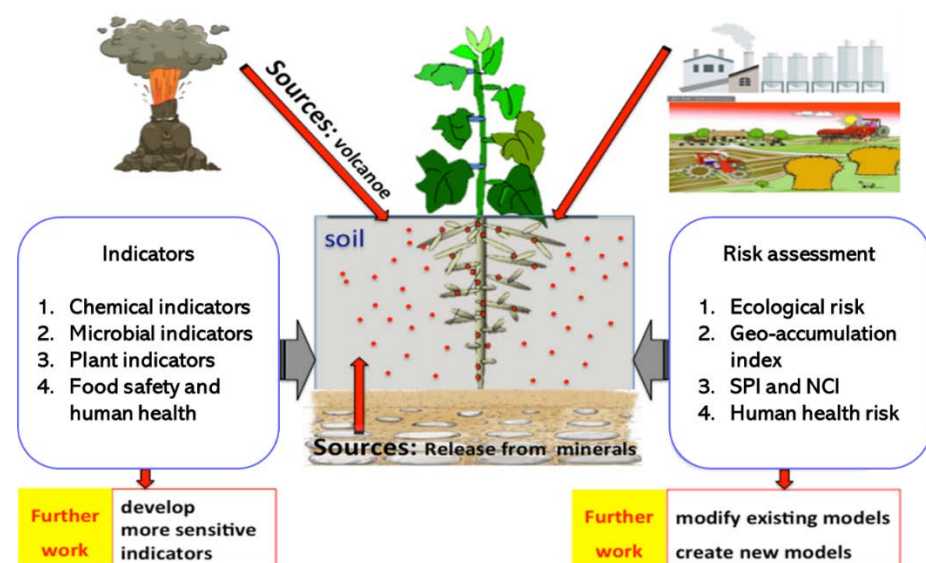 Sources: volcanoe
soil
Indicators
1. Chemical indicators
2. Microbial indicators
3. Plant indicators
4. Food safety and
human health
Risk assessment
1. Ecological risk
2. Geo-accumulation
index
3. SPI and NCI
4. Human health risk
Sources: Release from minerals
Further
work
develop
more sensitive
indicators
Further
work
modify existing models
create new models